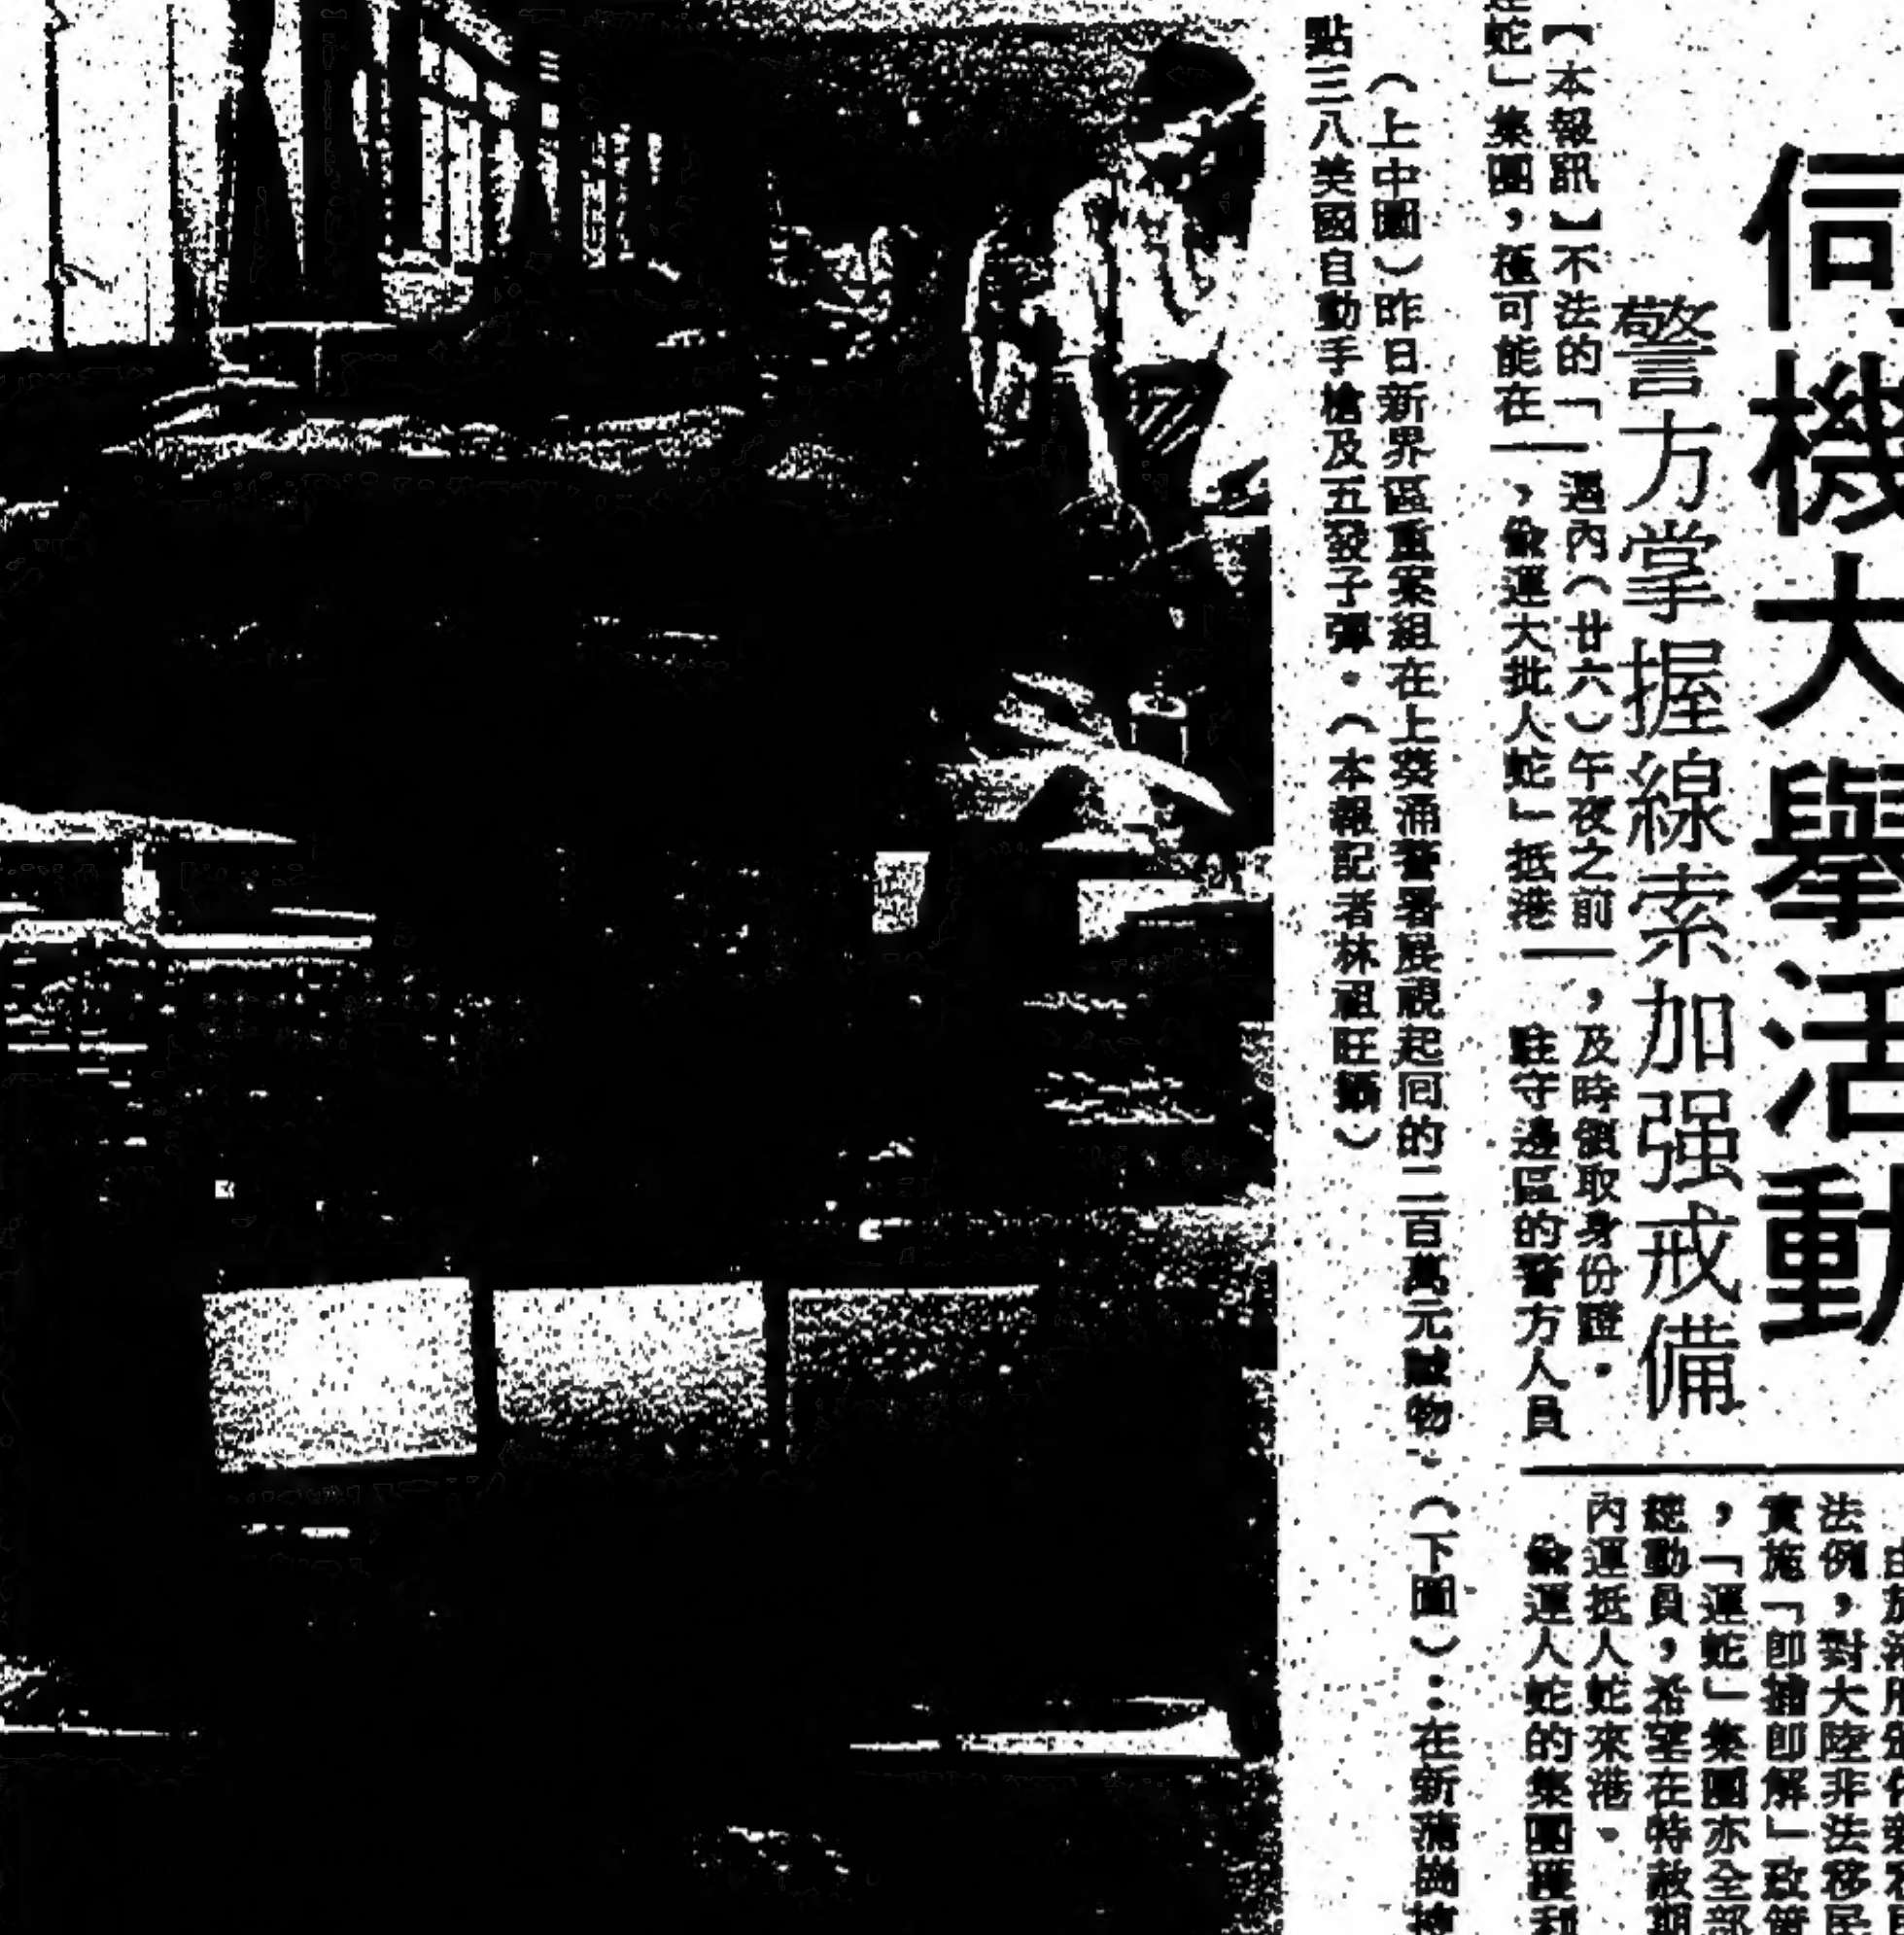 伺機大舉活動
警方掌握線索加强戒備
【本報訊】不法的「
運蛇」集團，極可能在
週內（廿六）午夜之前
，偷運大批人蛇」抵港
，及時領取身份證．
駐守邊區的警方人員
法例，對大陸非法移民
實施「即捕即解」政策
，「運蛇」集團亦全部
總動員，希望在特赦期
內運抵人蛇來港．
偷運人蛇的集團獲利
（上中圖）昨日新界區重案組在上葵涌警署展視起回的二百萬元贓物．（下圖）：在新蒲崗
點三八美國自動手槍及五發子彈．（本報記者林祖旺攝）